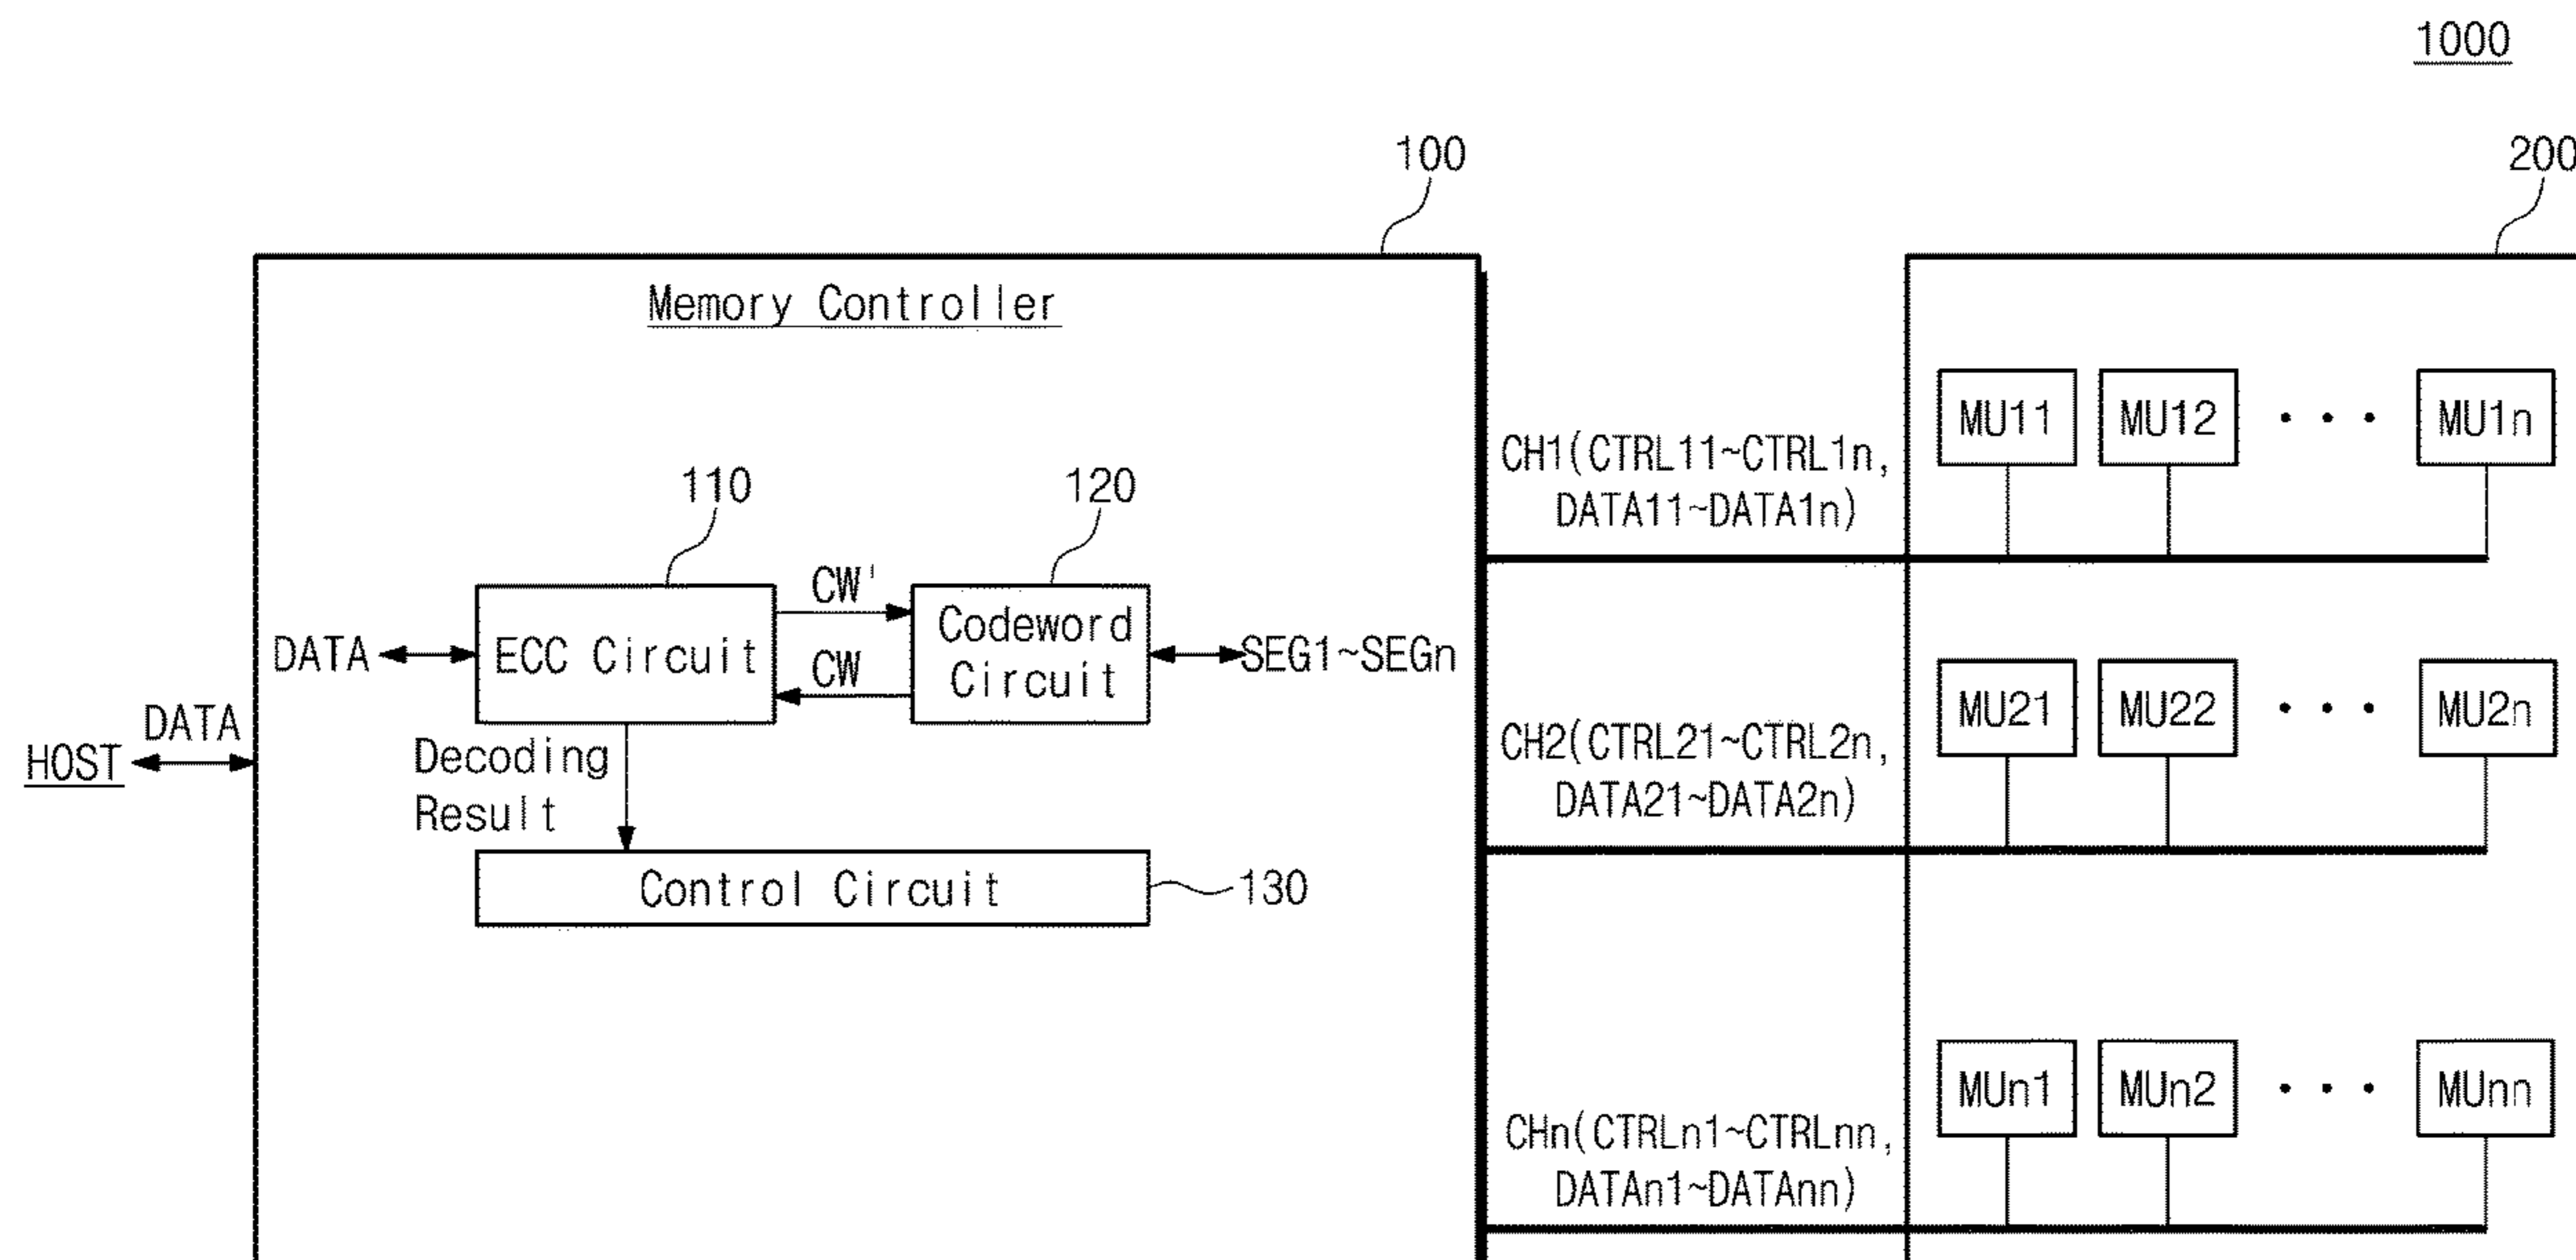 1000
100
200
Memory Controller
MU11
MU12
• • •
MU1n
CH1(CTRL11~CTRL1n,
DATA11~DATA1n)
110
120
CW'
ECC Circuit
Codeword
Circuit
DATA
CW
SEG1~SEGn
MU21
MU22
• • •
MU2n
DATA
HOST
Decoding
Result
CH2(CTRL21~CTRL2n,
DATA21~DATA2n)
Control Circuit
130
MUn1
MUn2
• • •
MUnn
CHn(CTRLn1~CTRLnn,
DATAn1~DATAnn)